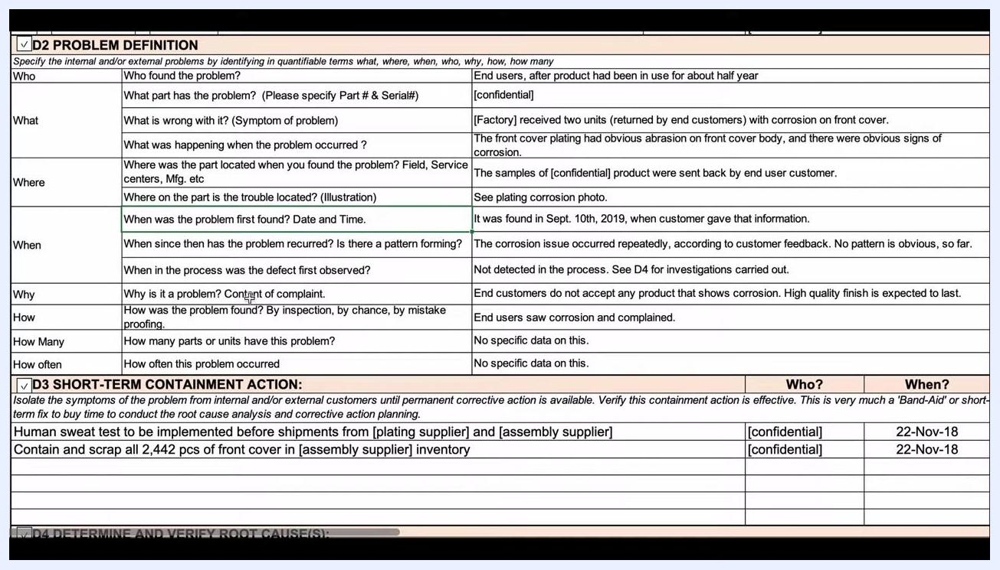 D2 PROBLEM DEFINITION
Specify the internal and/or external problems by identifying in quantifiable terms what, where, when, who, why, how, how many
Who
Who found the problem?
End users, after product had been in use for about half year
What
What part has the problem?  (Please specify Part # & Serial#)
[confidential]
What is wrong with it? (Symptom of problem)
[Factory] received two units (returned by end customers) with corrosion on front cover.
What was happening when the problem occurred ?
The front cover plating had obvious abrasion on front cover body, and there were obvious signs of
corrosion.
Where
Where was the part located when you found the problem? Field, Service
centers, Mfg. etc
The samples of [confidential] product were sent back by end user customer.
Where on the part is the trouble located? (Illustration)
See plating corrosion photo.
When
When was the problem first found? Date and Time.
It was found in Sept. 10th, 2019, when customer gave that information.
When since then has the problem recurred? Is there a pattern forming?
The corrosion issue occurred repeatedly, according to customer feedback. No pattern is obvious, so far.
When in the process was the defect first observed?
Not detected in the process. See D4 for investigations carried out.
Why
Why is it a problem? Content of complaint.
End customers do not accept any product that shows corrosion. High quality finish is expected to last.
How
How was the problem found? By inspection, by chance, by mistake
proofing.
End users saw corrosion and complained.
How Many
How many parts or units have this problem?
No specific data on this.
How often
How often this problem occurred
No specific data on this.
D3 SHORT-TERM CONTAINMENT ACTION:
Who?
When?
Isolate the symptoms of the problem from internal and/or external customers until permanent corrective action is available. Verify this containment action is effective. This is very much a 'Band-Aid' or short-
term fix to buy time to conduct the root cause analysis and corrective action planning.
Human sweat test to be implemented before shipments from [plating supplier] and [assembly supplier]
[confidential]
22-Nov-18
Contain and scrap all 2,442 pcs of front cover in [assembly supplier] inventory
[confidential]
22-Nov-18
D4 DETERMINE AND VERIFY ROOT CAUSE(S):